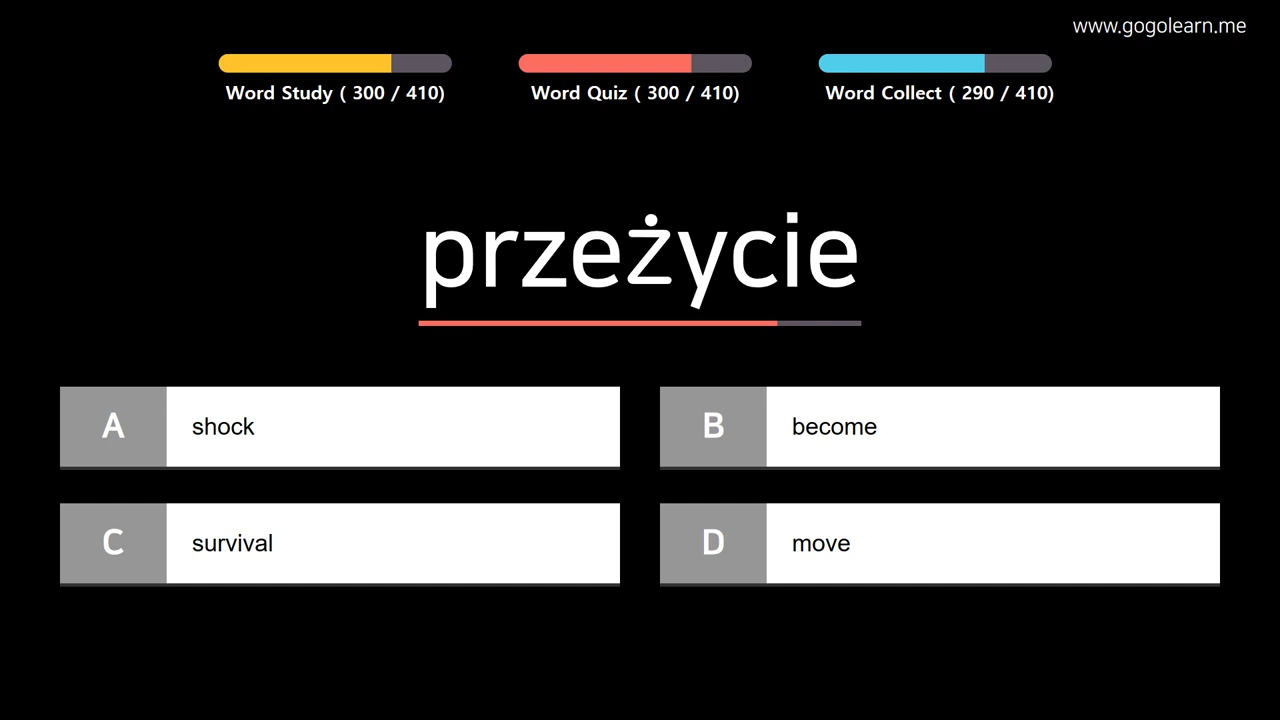 www.gogolearn.me
Word Study ( 300 / 410)
Word Quiz ( 300 / 410)
Word Collect ( 290 / 410)
przeżycie
A shock
B become
C survival
D move